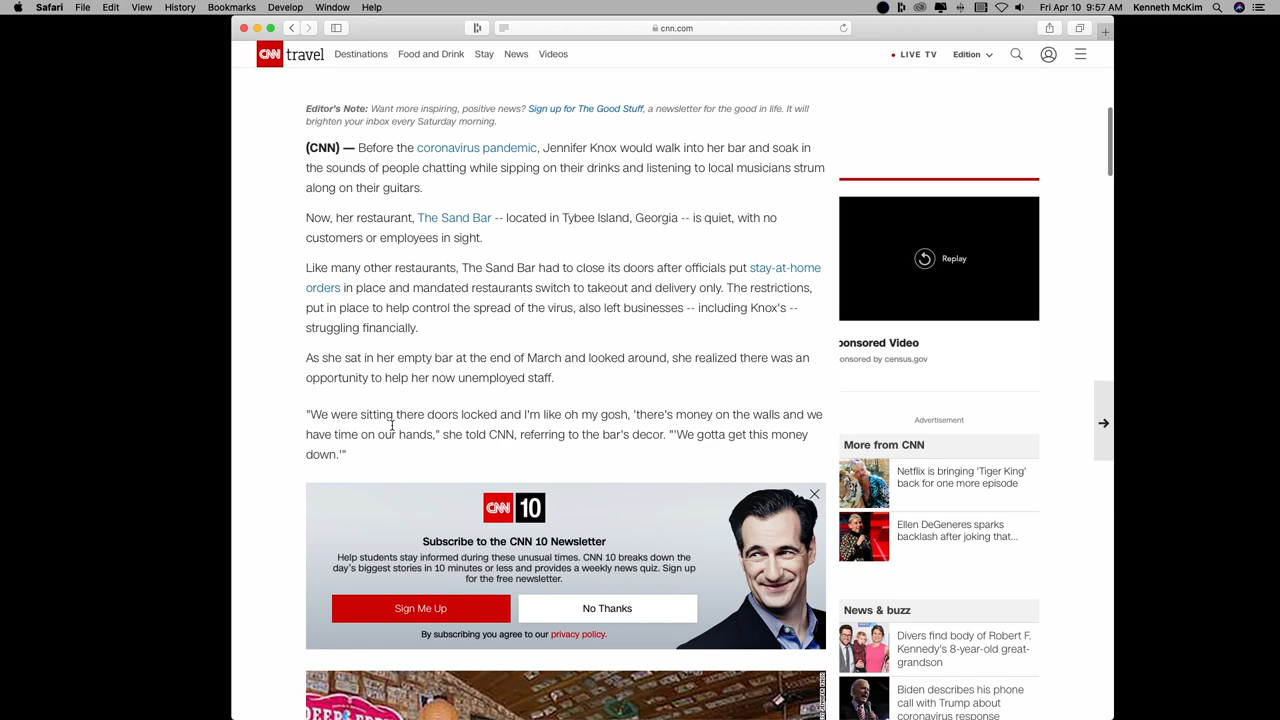 Safari File Edit View History Bookmarks Develop Window Help
Fri Apr 10 9:57 AM Kenneth McKim
cnn.com
CNN travel Destinations Food and Drink Stay News Videos
LIVE TV Edition
Editor's Note: Want more inspiring, positive news? Sign up for The Good Stuff, a newsletter for the good in life. It will
brighten your inbox every Saturday morning.
(CNN) — Before the coronavirus pandemic, Jennifer Knox would walk into her bar and soak in
the sounds of people chatting while sipping on their drinks and listening to local musicians strum
along on their guitars.
Now, her restaurant, The Sand Bar -- located in Tybee Island, Georgia -- is quiet, with no
customers or employees in sight.
Like many other restaurants, The Sand Bar had to close its doors after officials put stay-at-home
orders in place and mandated restaurants switch to takeout and delivery only. The restrictions,
put in place to help control the spread of the virus, also left businesses -- including Knox's --
struggling financially.
As she sat in her empty bar at the end of March and looked around, she realized there was an
opportunity to help her now unemployed staff.
"We were sitting there doors locked and I'm like oh my gosh, 'there's money on the walls and we
have time on our hands," she told CNN, referring to the bar's decor. "'We gotta get this money
down.'"
CNN 10
Subscribe to the CNN 10 Newsletter
Help students stay informed during these unusual times. CNN 10 breaks down the
day's biggest stories in 10 minutes or less and provides a weekly news quiz. Sign up
for the free newsletter.
Sign Me Up
No Thanks
By subscribing you agree to our privacy policy.
Replay
ponsored Video
onsored by census.gov
Advertisement
More from CNN
Netflix is bringing 'Tiger King'
back for one more episode
Ellen DeGeneres sparks
backlash after joking that...
News & buzz
Divers find body of Robert F.
Kennedy's 8-year-old great-
grandson
Biden describes his phone
call with Trump about
coronavirus response